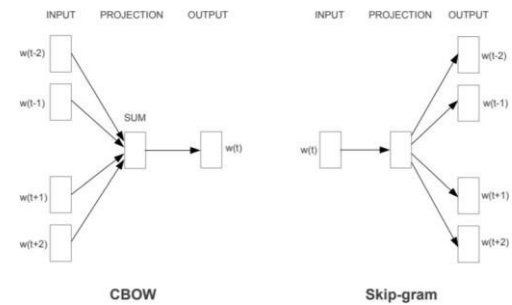 INPUT PROJECTION OUTPUT
w(t-2)
w(t-1)
SUM
w(t)
w(t+1)
w(t+2)
CBOW
INPUT PROJECTION OUTPUT
w(t-2)
w(t-1)
w(t)
w(t+1)
w(t+2)
Skip-gram